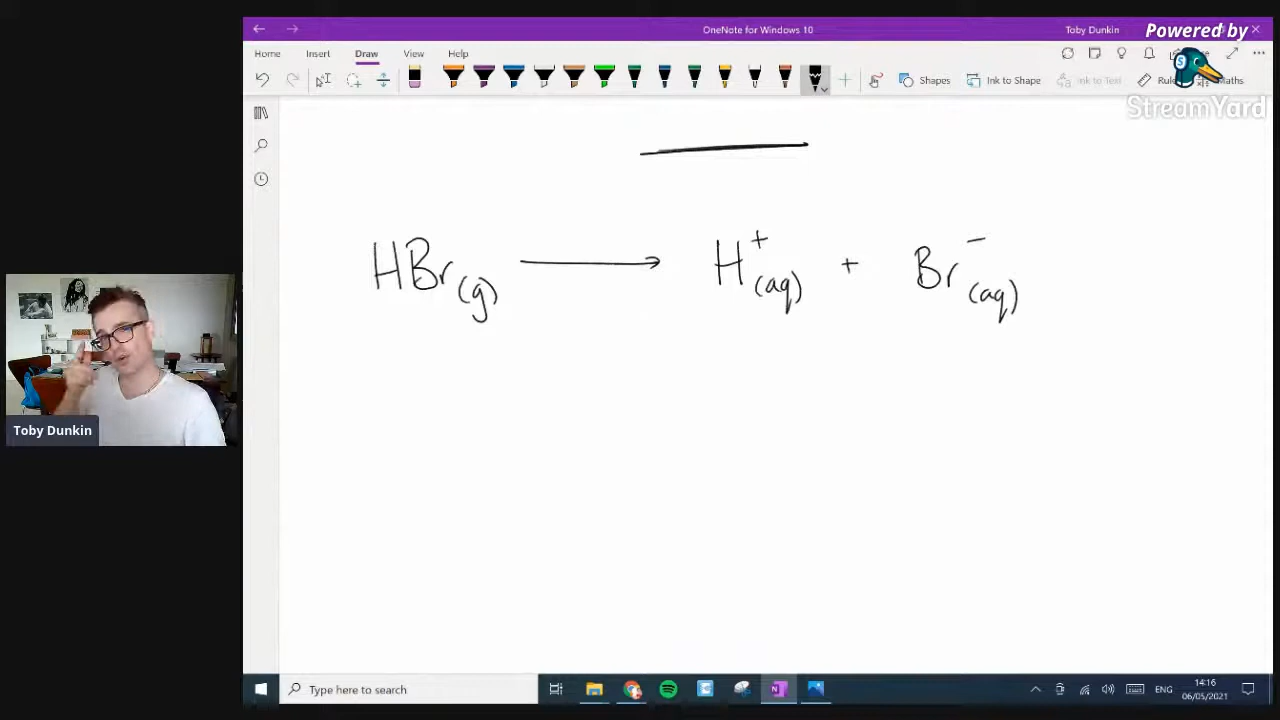 OneNote for Windows 10
Toby Dunkin
Powered by
StreamYard
Home Insert Draw View Help
Shapes Ink to Shape Ink to Text Maths
HBr(g) ⟶ H⁺(aq) + Br⁻(aq)
Toby Dunkin
Type here to search
ENG
14:16
06/05/2021